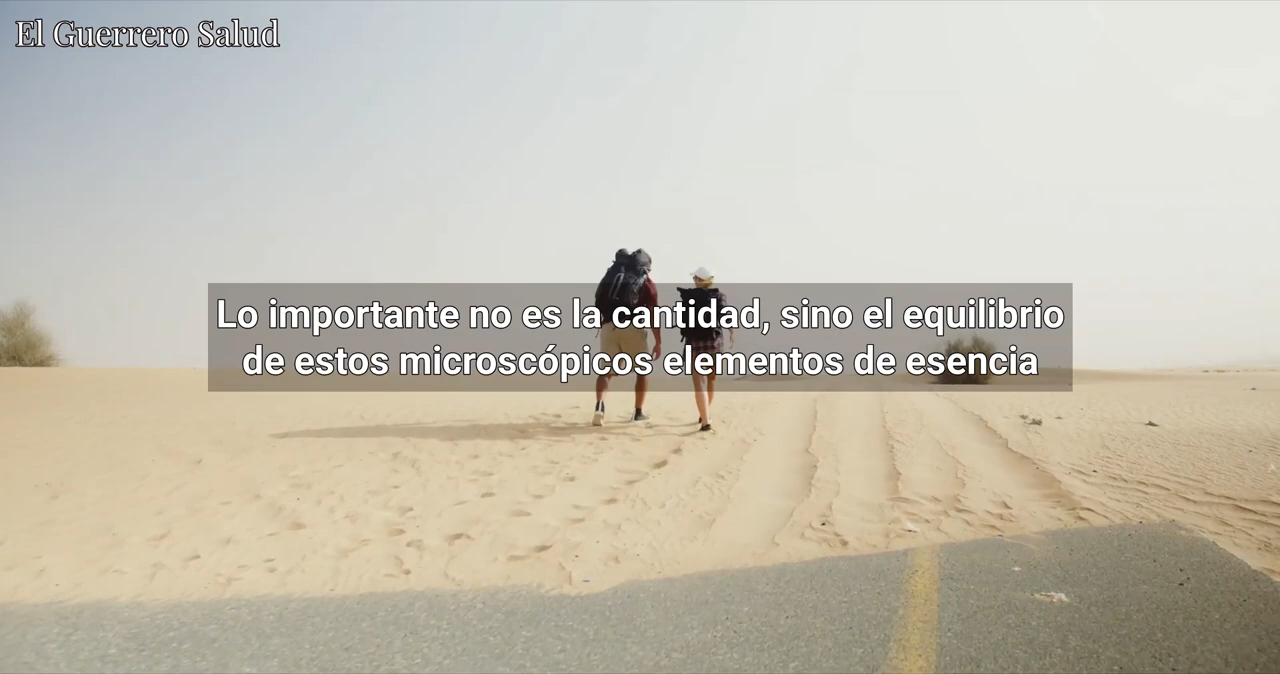 El Guerrero Salud
Lo importante no es la cantidad, sino el equilibrio
de estos microscópicos elementos de esencia